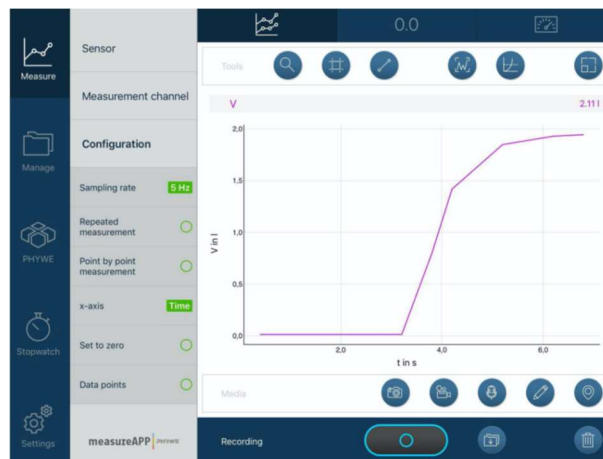 0.0
Measure
Manage
PHYWE
Stopwatch
Settings
Sensor
Measurement channel
Configuration
Sampling rate 5 Hz
Repeated
measurement
Point by point
measurement
x-axis Time
Set to zero
Data points
measureAPP PHYWE
Tools
V 2.11 l
V in l
2,0
1,5
1,0
0,5
0,0
2,0 4,0 6,0
t in s
Media
Recording